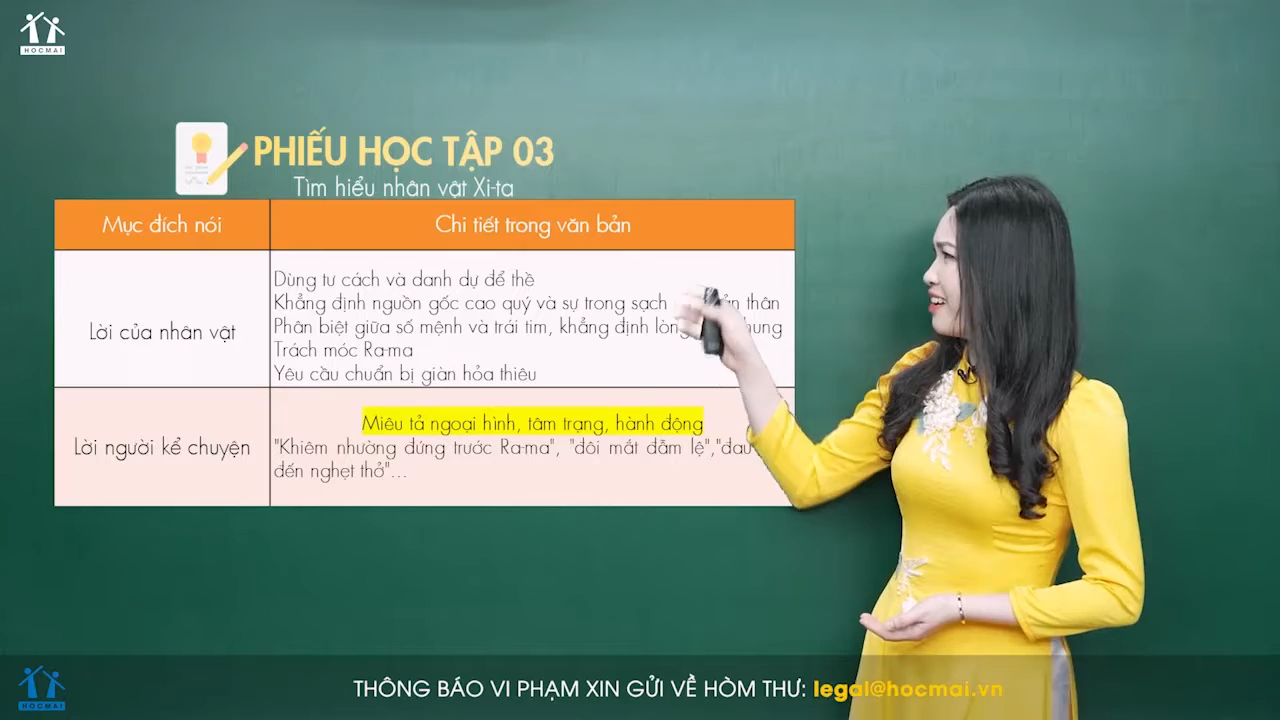 HOCMAI
PHIẾU HỌC TẬP 03
Tìm hiểu nhân vật Xi-ta
Mục đích nói
Chi tiết trong văn bản
Lời của nhân vật
Dùng tư cách và danh dự để thề
Khẳng định nguồn gốc cao quý và sự trong sạch thân
Phân biệt giữa số mệnh và trái tim, khẳng định lòng
Trách móc Ra-ma
Yêu cầu chuẩn bị giàn hỏa thiêu
Lời người kể chuyện
Miêu tả ngoại hình, tâm trạng, hành động
"Khiêm nhường đứng trước Ra-ma", "đôi mắt đẫm lệ","đau
đến nghẹt thở"...
HOCMAI
THÔNG BÁO VI PHẠM XIN GỬI VỀ HÒM THƯ: legal@hocmai.vn